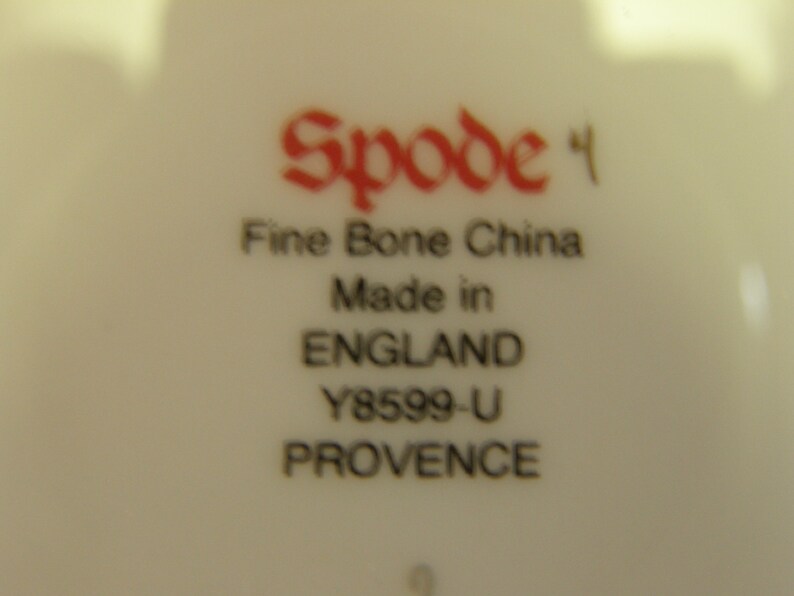 Spode
Fine Bone China
Made in
ENGLAND
Y8599-U
PROVENCE